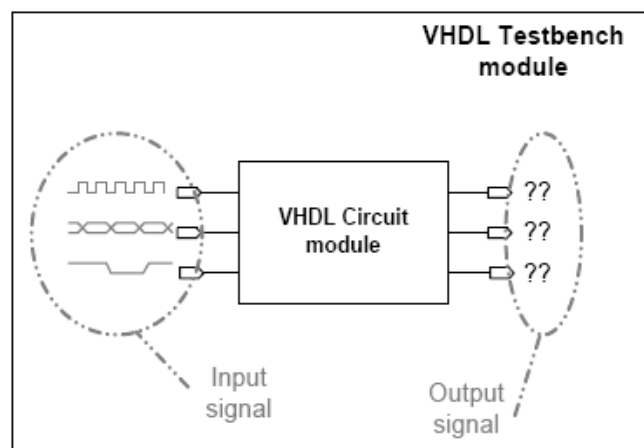 VHDL Testbench
module
VHDL Circuit
module
??
??
??
Input
signal
Output
signal